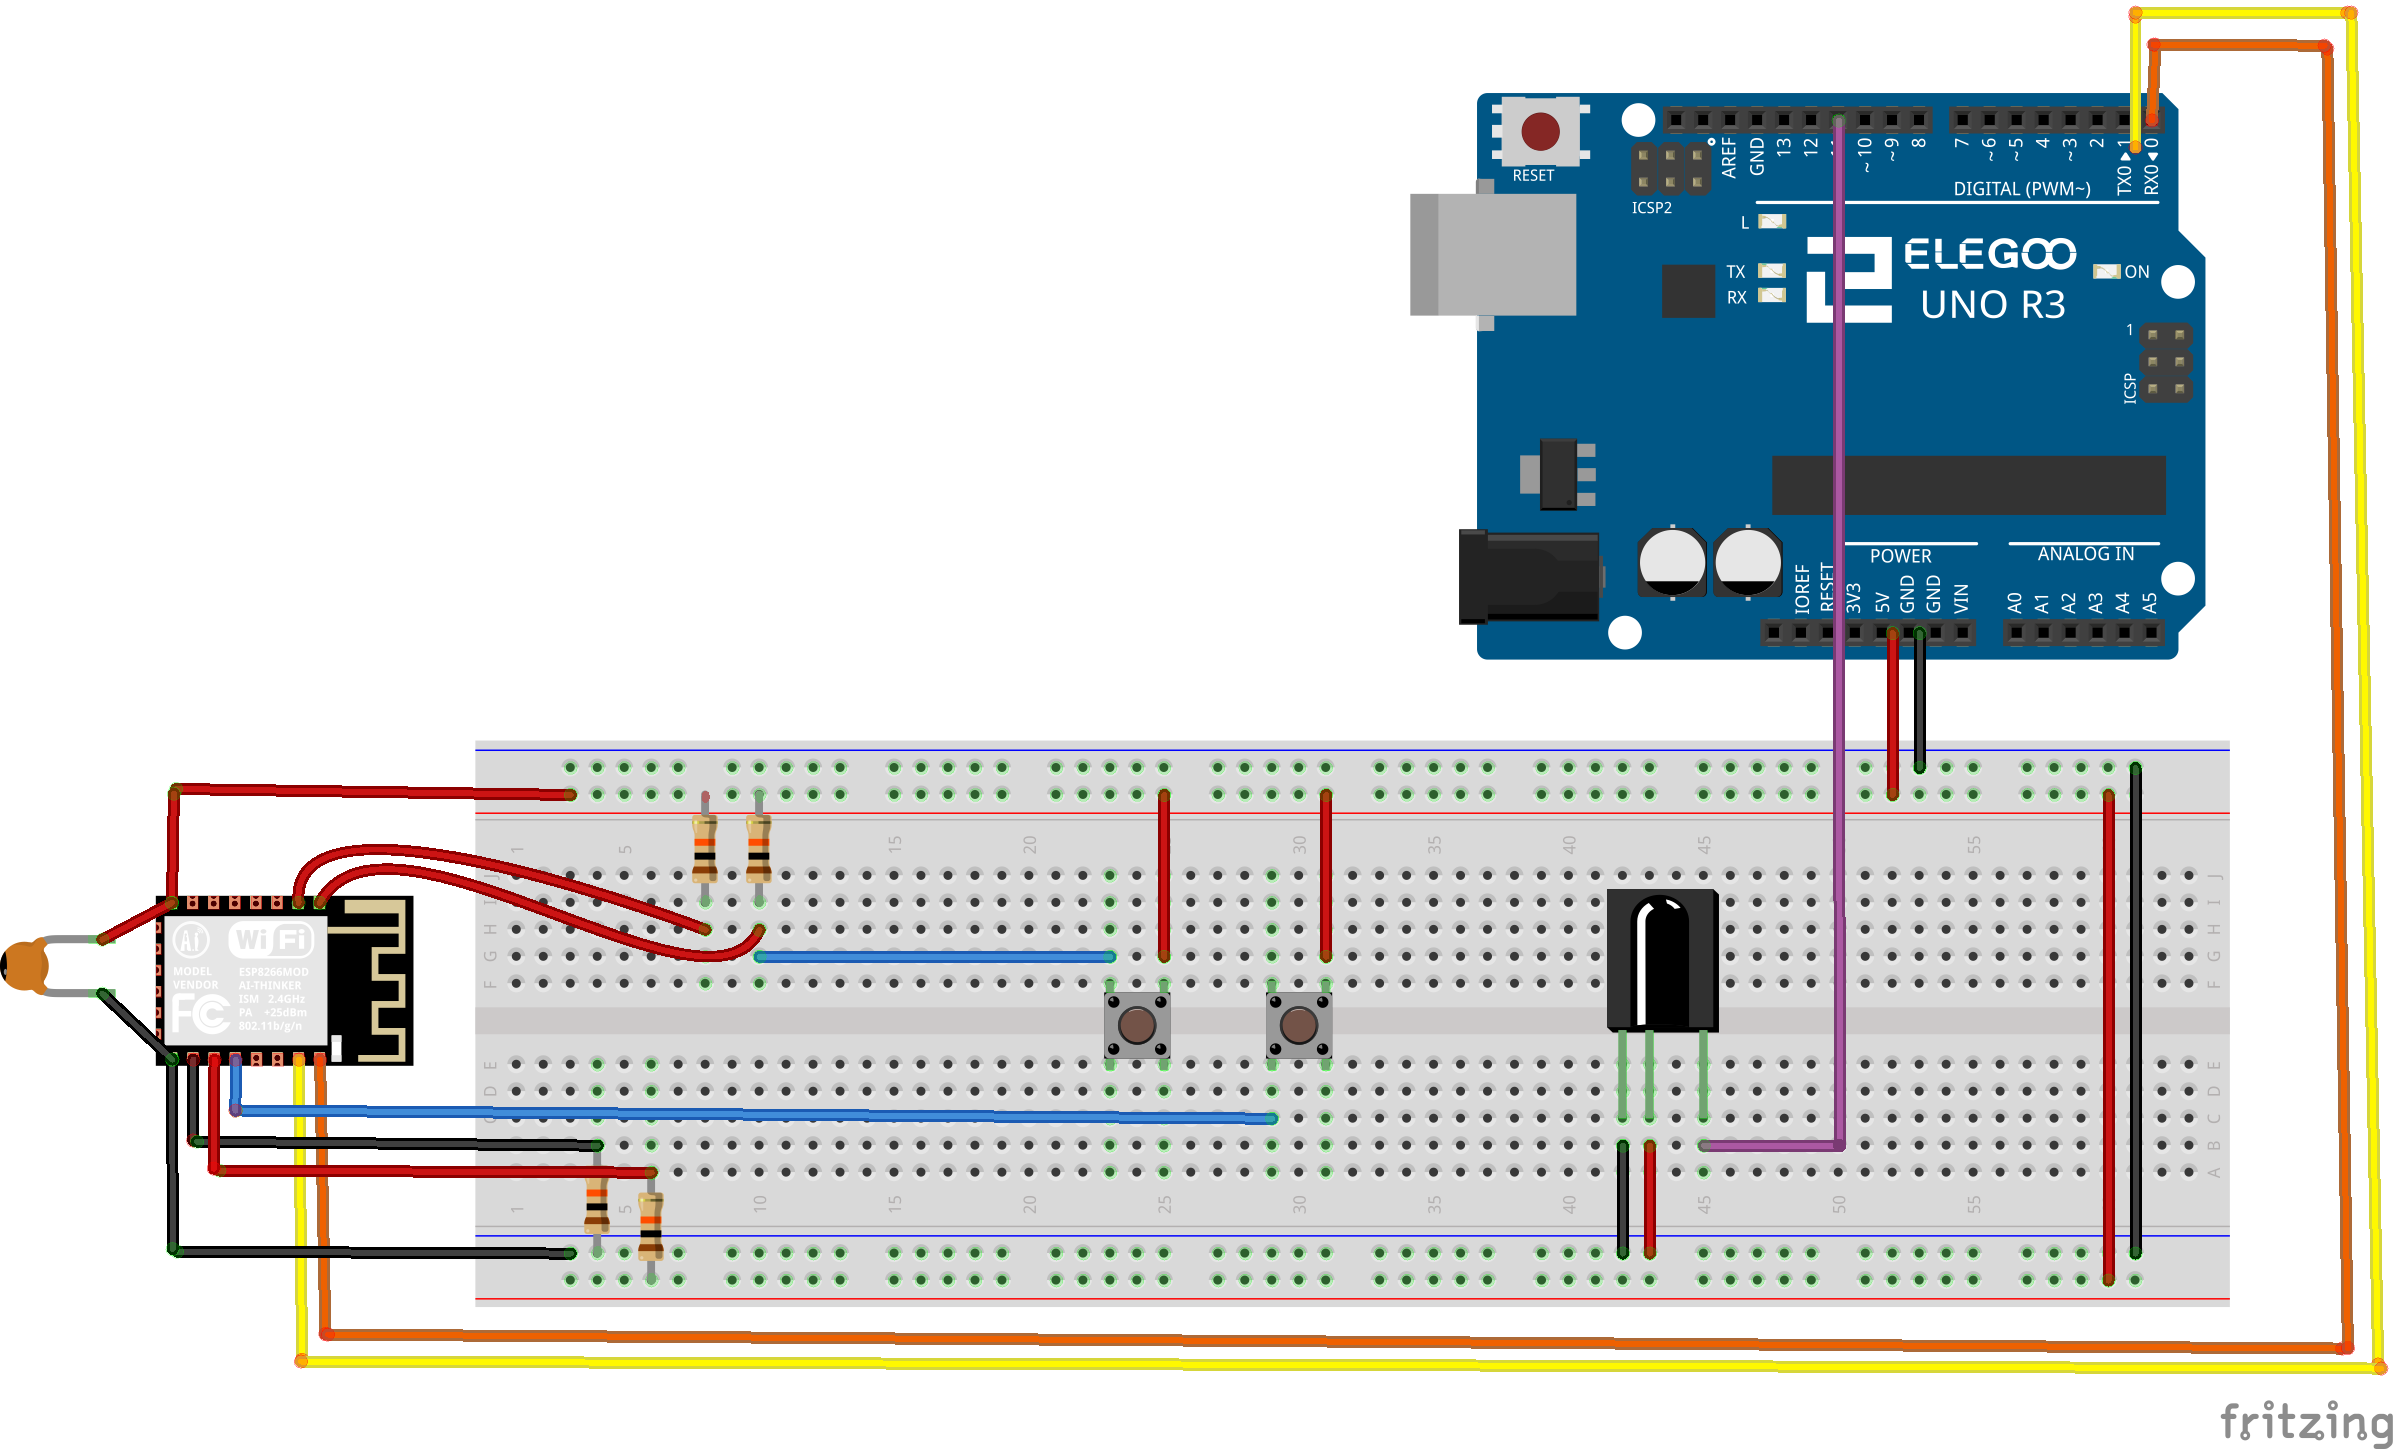 RESET
ICSP2
AREF
GND
13
12
~10
~9
8
7
~6
~5
4
~3
2
TX0 1
RX0 0
DIGITAL (PWM~)
L
TX
RX
ELEGOO
UNO R3
ON
1
ICSP
POWER
ANALOG IN
IOREF
RESET
3V3
5V
GND
GND
VIN
A0
A1
A2
A3
A4
A5
1
5
15
20
30
35
40
45
55
J
I
H
G
F
J
I
H
G
F
Ai
Wi Fi
MODEL ESP8266MOD
VENDOR AI-THINKER
ISM 2.4GHz
PA +25dBm
802.11b/g/n
FC
E
D
E
D
C
B
A
1
5
10
15
20
25
30
35
40
45
50
55
fritzing